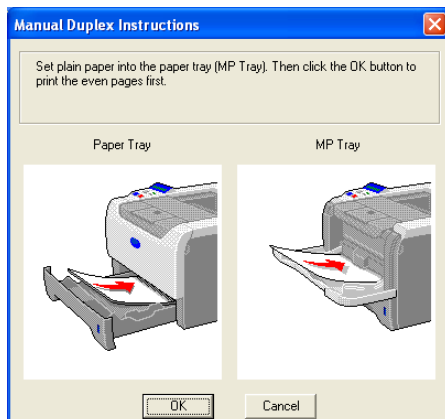 Manual Duplex Instructions
Set plain paper into the paper tray (MP Tray). Then click the OK button to
print the even pages first.
Paper Tray
MP Tray
OK
Cancel